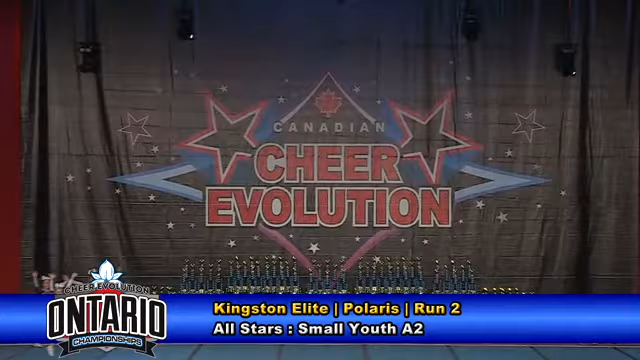 CANADIAN
CHEER
EVOLUTION
CHEER EVOLUTION
ONTARIO
CHAMPIONSHIPS
Kingston Elite | Polaris | Run 2
All Stars : Small Youth A2